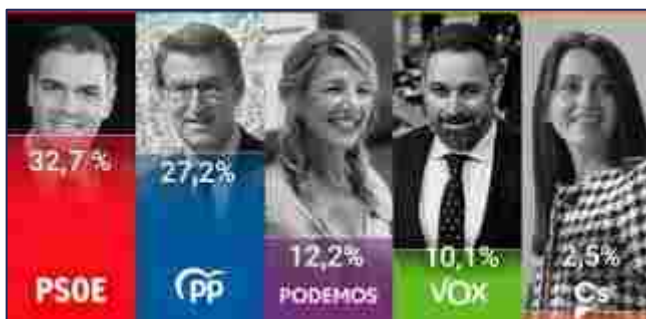 32,7 %
PSOE
27,2%
PP
12,2%
PODEMOS
10,1%
VOX
2,5%
Cs